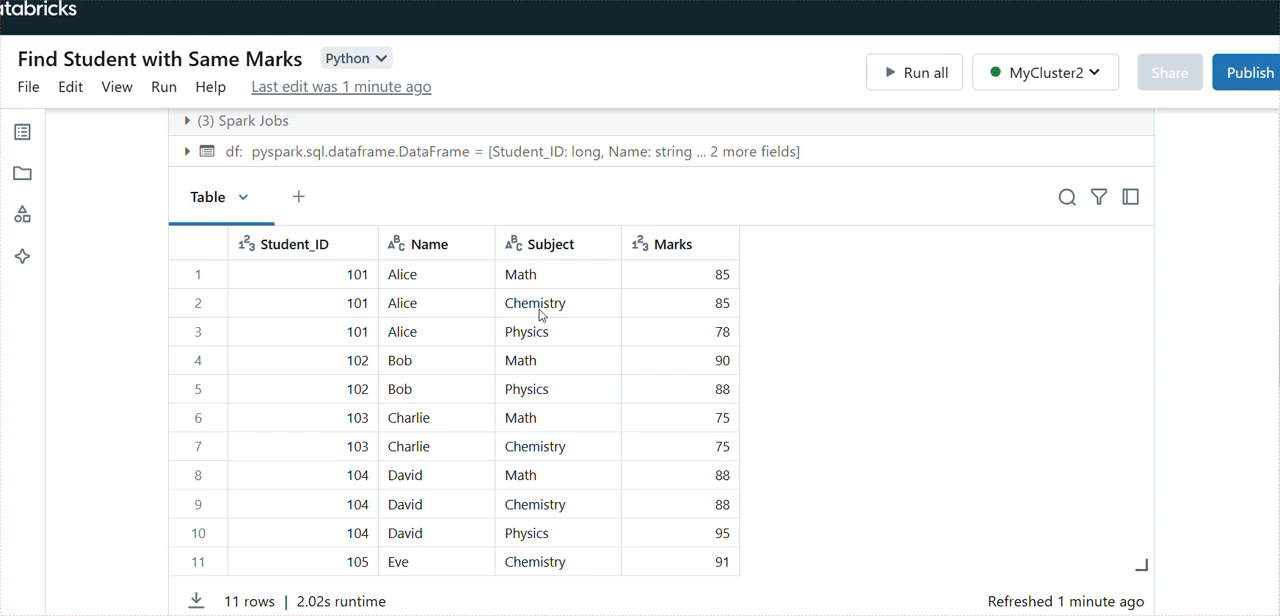 atabricks
Find Student with Same Marks Python
File Edit View Run Help Last edit was 1 minute ago
Run all MyCluster2 Share Publish
(3) Spark Jobs
df: pyspark.sql.dataframe.DataFrame = [Student_ID: long, Name: string ... 2 more fields]
Table +
123 Student_ID ABC Name ABC Subject 123 Marks
1 101 Alice Math 85
2 101 Alice Chemistry 85
3 101 Alice Physics 78
4 102 Bob Math 90
5 102 Bob Physics 88
6 103 Charlie Math 75
7 103 Charlie Chemistry 75
8 104 David Math 88
9 104 David Chemistry 88
10 104 David Physics 95
11 105 Eve Chemistry 91
11 rows | 2.02s runtime Refreshed 1 minute ago